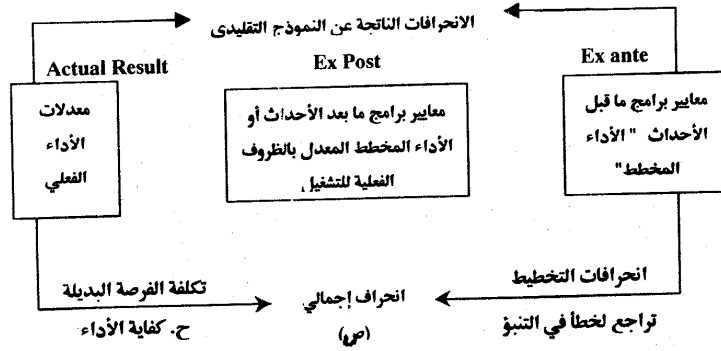 الانحرافات الناتجة عن النموذج التقليدى
Ex ante
Ex Post
Actual Result
معايير برامج ما قبل
الأحداث " الأداء
المخطط"
معايير برامج ما بعد الأحداث أو
الأداء المخطط المعدل بالظروف
الفعلية للتشغيل
معدلات
الأداء
الفعلي
انحرافات التخطيط
تراجع لخطأ في التنبؤ
انحراف إجمالي
تكلفة الفرصة البديلة
ح. كفاية الأداء